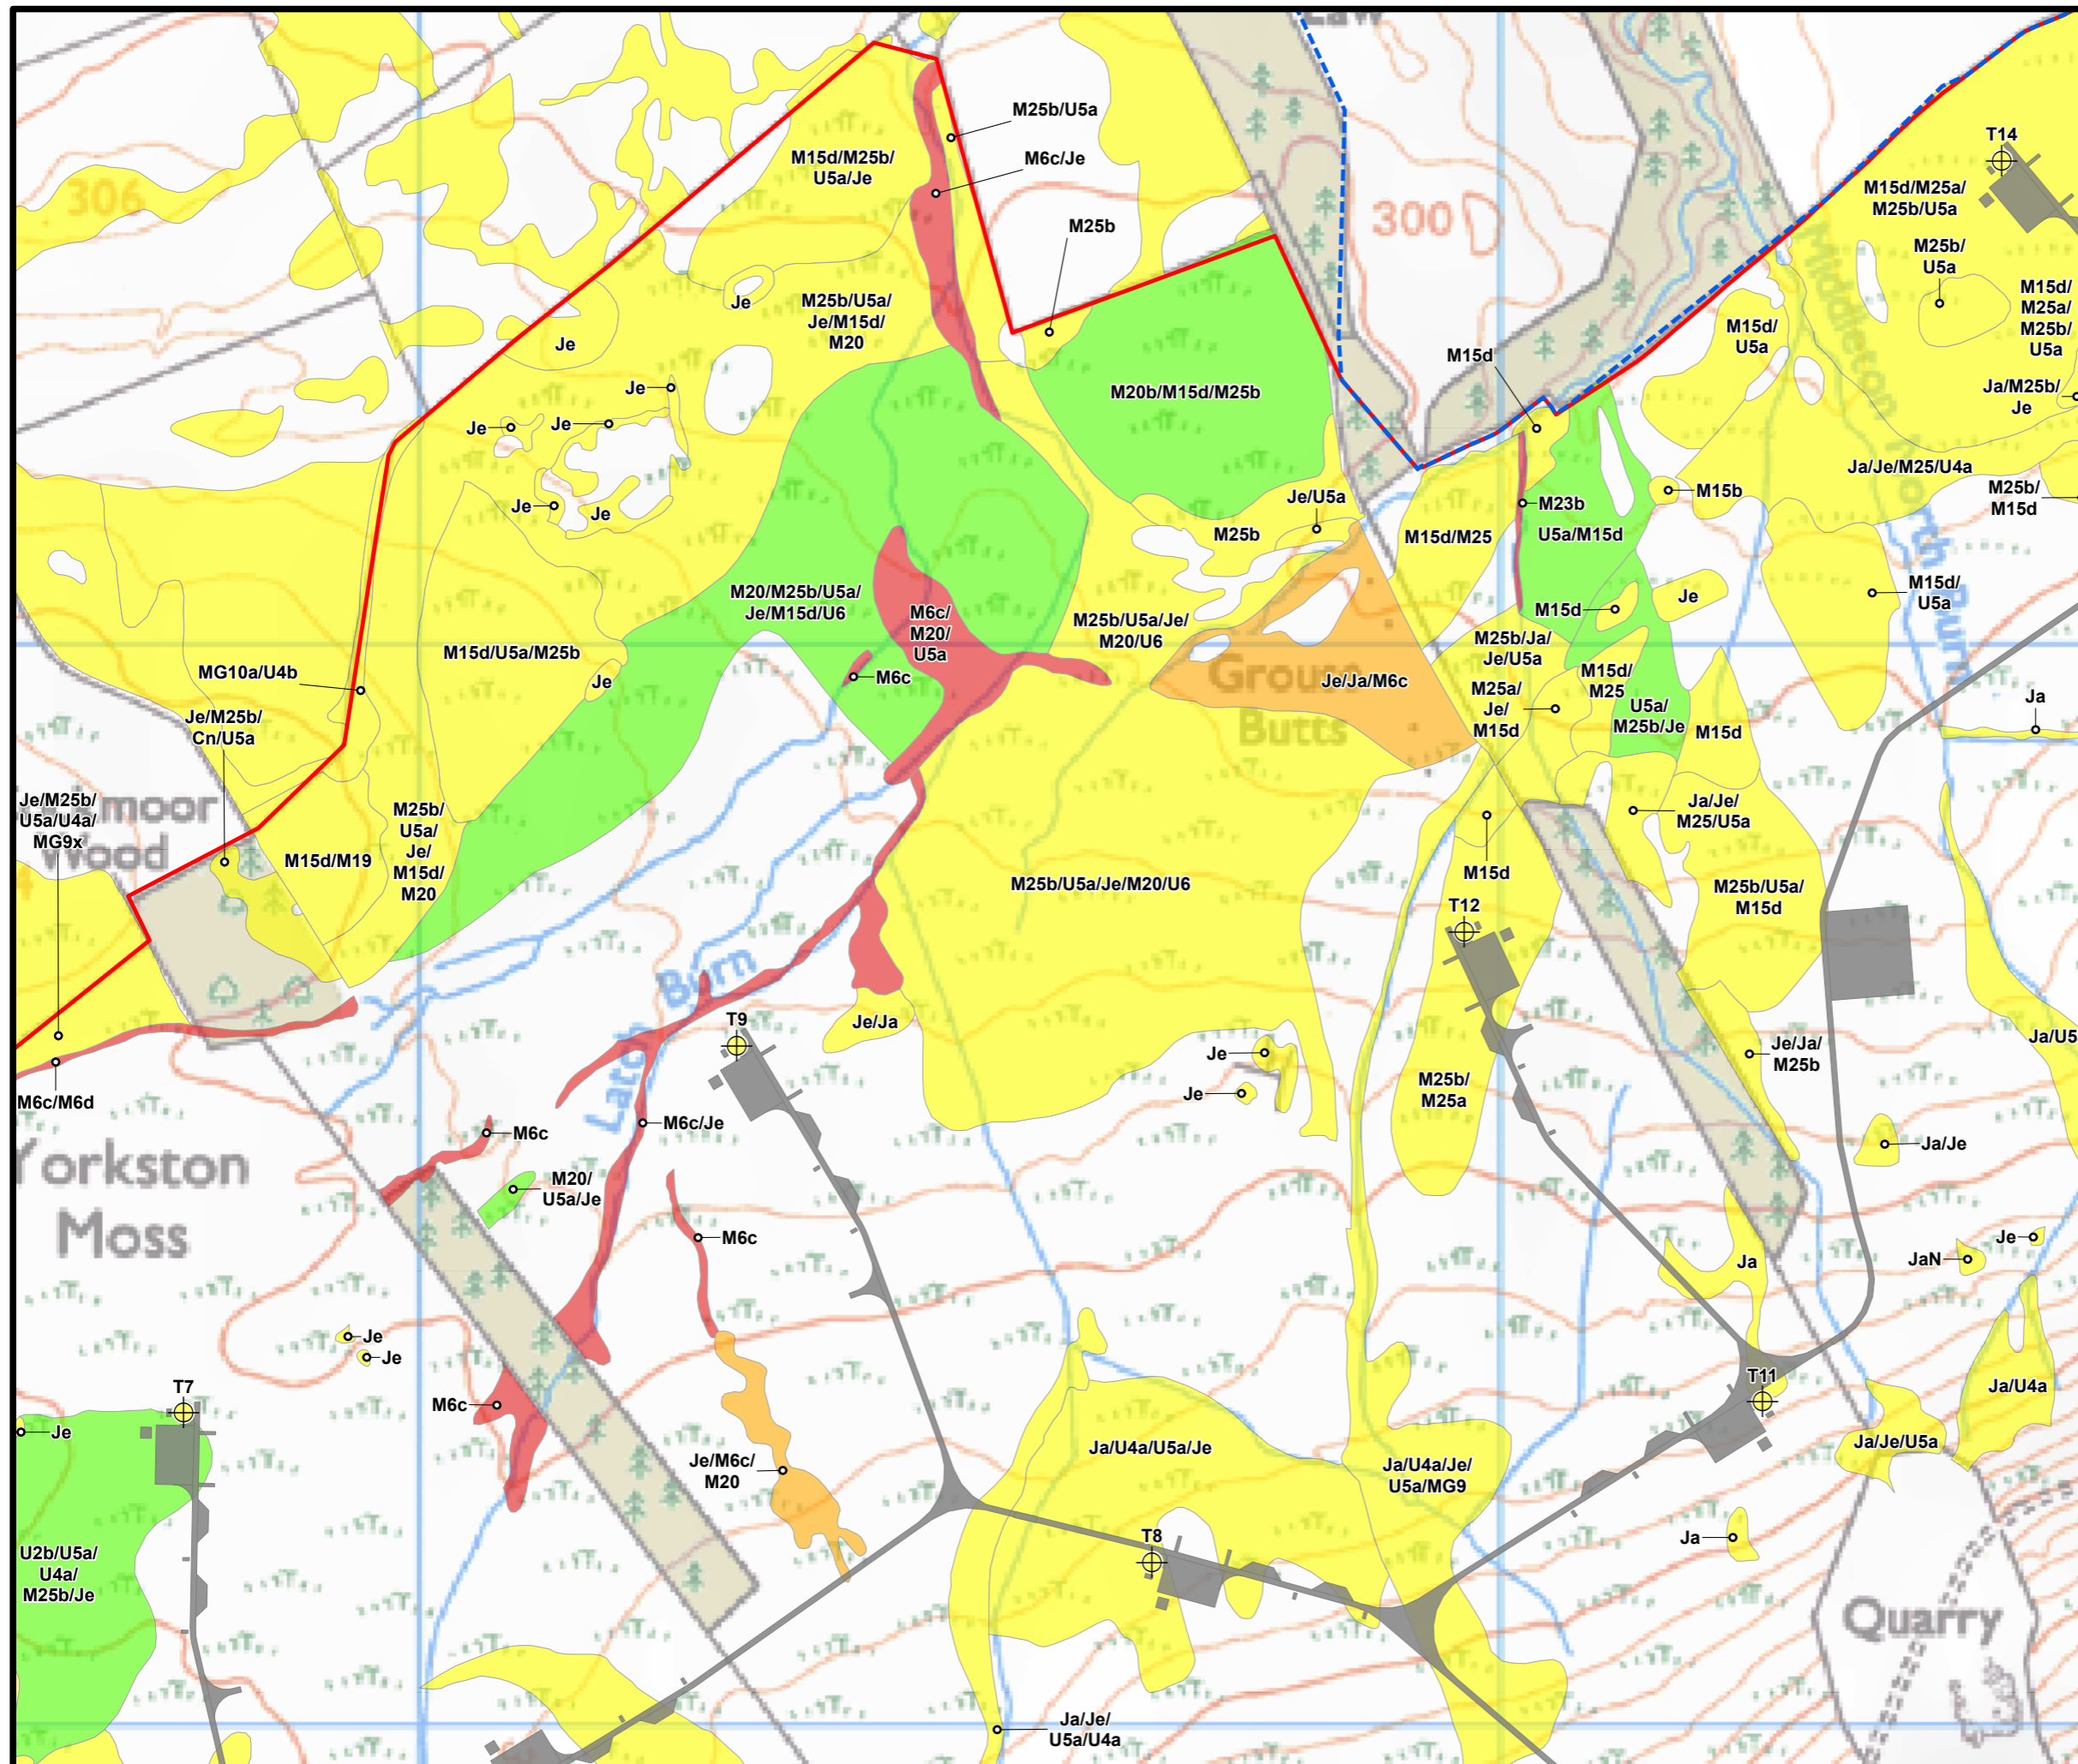 M25b/U5a
M6c/Je
M25b
M15d/M25b/
U5a/Je
306
300
T14
M15d/M25a/
M25b/U5a
M25b/
U5a
M15d/
M25a/
M25b/
U5a
Je
M25b/U5a/
Je/M15d/
M20
Je
M15d/
U5a
Middleton North Burn
M15d
Ja/M25b/
Je
Je
M20b/M15d/M25b
Je
Je
Ja/Je/M25/U4a
M25b/
M15d
M15b
M23b
Je/U5a
Je
Je
M25b
M15d/M25
U5a/M15d
M15d/
U5a
M20/M25b/U5a/
Je/M15d/U6
M6c/
M20/
U5a
M25b/U5a/Je/
M20/U6
M15d
Je
M15d/U5a/M25b
M25b/Ja/
Je/U5a
MG10a/U4b
Je
M6c
Grouse
Butts
Je/Ja/M6c
M15d/
M25
M25a/
Je/
M15d
U5a/
M25b/Je
M15d
Ja
Je/M25b/
Cn/U5a
Je/M25b/
U5a/U4a/
MG9x
moor
Wood
M15d/M19
M25b/
U5a/
Je/
M15d/
M20
Ja/Je/
M25/U5a
M15d
M25b/U5a/Je/M20/U6
M25b/U5a/
M15d
T12
Latch Burn
Je/Ja
T9
Je
Je
M25b/
M25a
Je/Ja/
M25b
Ja/U5
M6c/M6d
M6c
M6c/Je
Ja/Je
Yorkston
Moss
M20/
U5a/Je
M6c
Je
JaN
Ja
Je
Je
T7
M6c
T11
Ja/U4a
Je
Je/M6c/
M20
Ja/U4a/U5a/Je
Ja/U4a/Je/
U5a/MG9
Ja/Je/U5a
Ja
T8
U2b/U5a/
U4a/
M25b/Je
Quarry
Ja/Je/
U5a/U4a